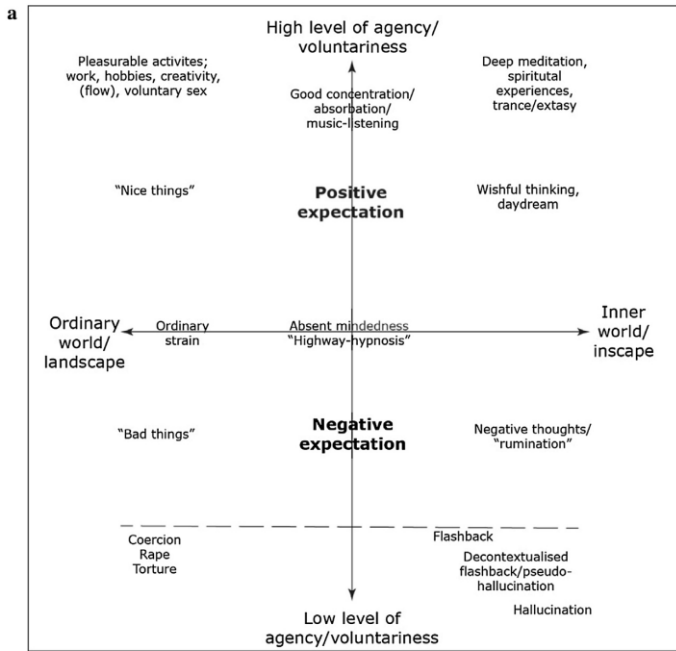 a
High level of agency/
voluntariness
Pleasurable activites;
work, hobbies, creativity,
(flow), voluntary sex
Good concentration/
absorbation/
music-listening
Deep meditation,
spirtutal
experiences,
trance/extasy
"Nice things"
Positive
expectation
Wishful thinking,
daydream
Ordinary
world/
landscape
Ordinary
strain
Absent mindedness
"Highway-hypnosis"
Inner
world/
inscape
"Bad things"
Negative
expectation
Negative thoughts/
"rumination"
Coercion
Rape
Torture
Flashback
Decontextualised
flashback/pseudo-
hallucination
Hallucination
Low level of
agency/voluntariness